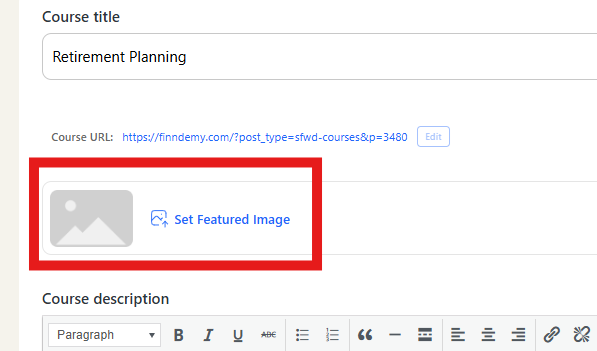 Course title
Retirement Planning
Course URL: https://finndemy.com/?post_type=sfwd-courses&p=3480 Edit
Set Featured Image
Course description
Paragraph B I U ABC